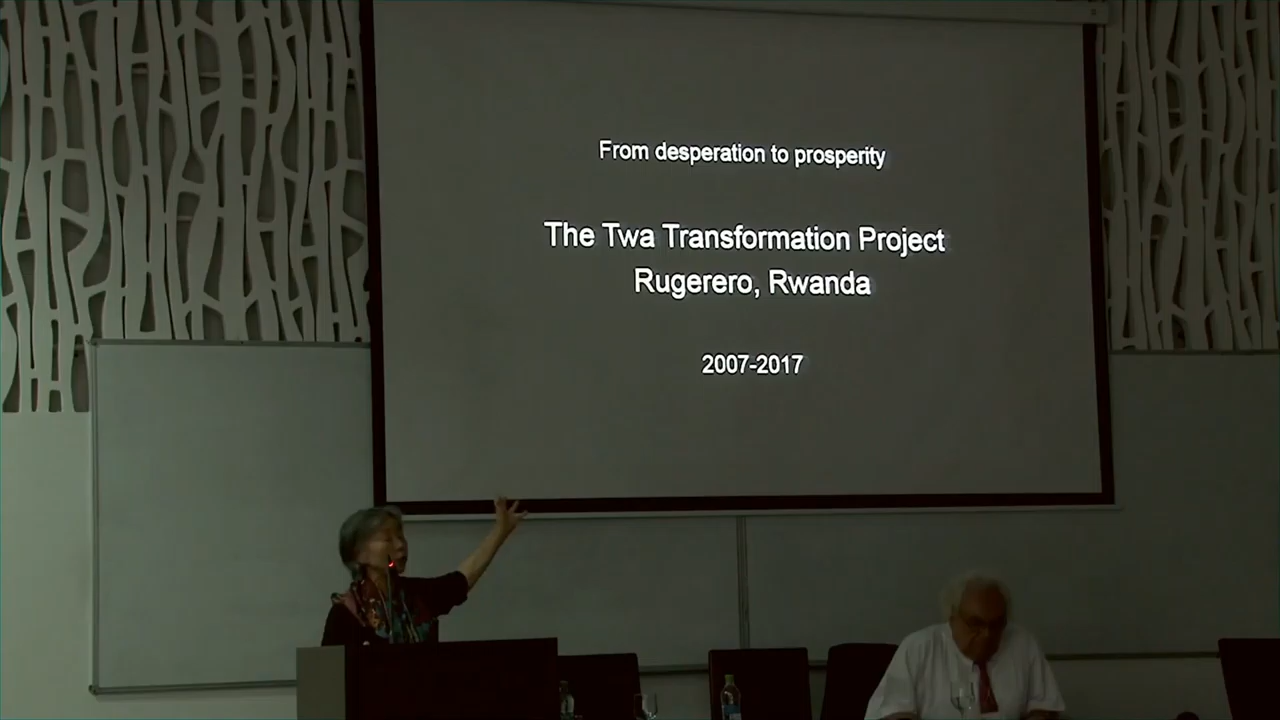 From desperation to prosperity
The Twa Transformation Project
Rugerero, Rwanda
2007-2017